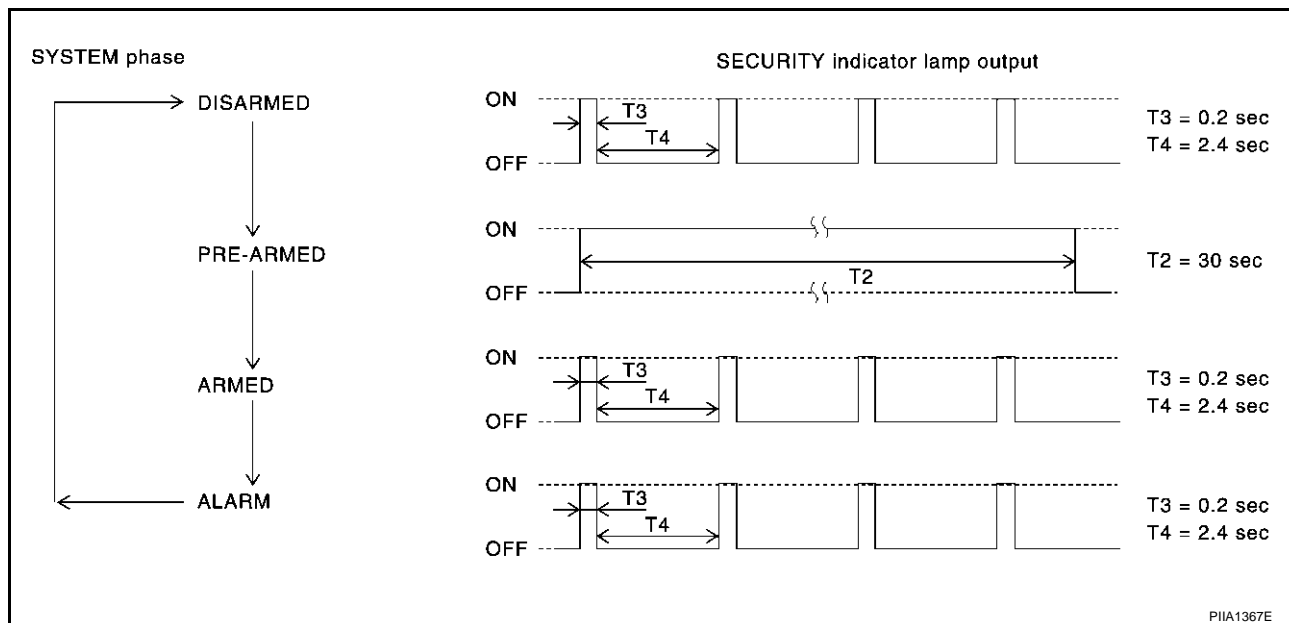 SYSTEM phase
SECURITY indicator lamp output
DISARMED
ON
OFF
T3
T4
T3 = 0.2 sec
T4 = 2.4 sec
PRE-ARMED
ON
OFF
T2
T2 = 30 sec
ARMED
ON
OFF
T3
T4
T3 = 0.2 sec
T4 = 2.4 sec
ALARM
ON
OFF
T3
T4
T3 = 0.2 sec
T4 = 2.4 sec
PIIA1367E